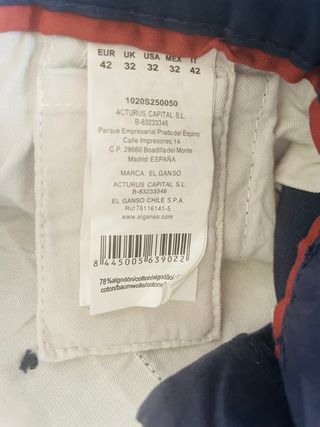 EUR UK USA MEX IT
42 32 32 32 42
1020S250050
ACTURUS CAPITAL S.L.
B-83233346
Parque Empresarial Prado del Espino
Calle Impresores, 14
C.P. 28660 Boadilla del Monte
Madrid: ESPAÑA
MARCA: EL GANSO
ACTURUS CAPITAL S.L.
B-83233346
EL GANSO CHILE S.P.A.
Rut76116141-5
www.elganso.com
8 445005 639022
78%algodón/cotton/algodão/
coton/baumwolle/cotone/